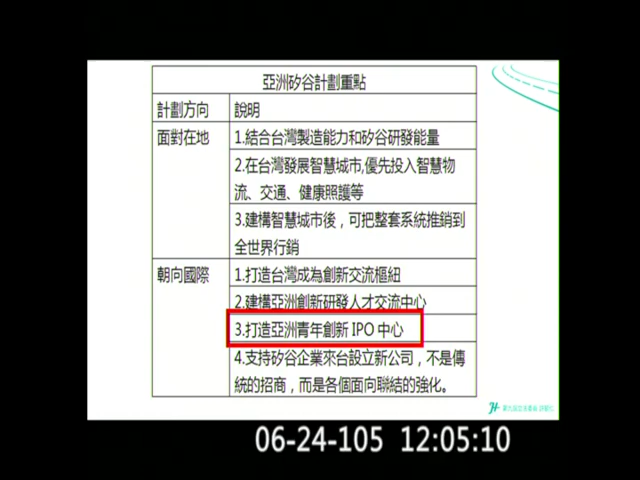 亞洲矽谷計劃重點
計劃方向 說明
面對在地 1.結合台灣製造能力和矽谷研發能量
2.在台灣發展智慧城市,優先投入智慧物
流、交通、健康照護等
3.建構智慧城市後，可把整套系統推銷到
全世界行銷
朝向國際 1.打造台灣成為創新交流樞紐
2.建構亞洲創新研發人才交流中心
3.打造亞洲青年創新 IPO 中心
4.支持矽谷企業來台設立新公司，不是傳
統的招商，而是各個面向聯結的強化。
06-24-105 12:05:10